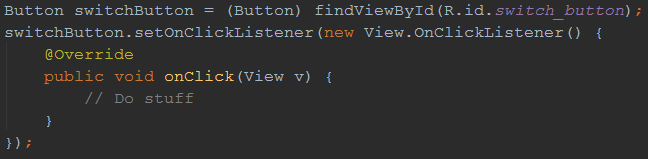 Button switchButton = (Button) findViewById(R.id.switch_button);
switchButton.setOnClickListener(new View.OnClickListener() {
    @Override
    public void onClick(View v) {
        // Do stuff
    }
});